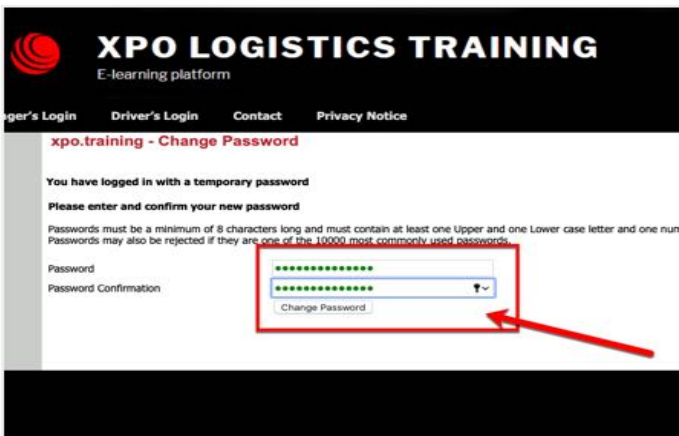 XPO LOGISTICS TRAINING
E-learning platform
ger's Login Driver's Login Contact Privacy Notice
xpo.training - Change Password
You have logged in with a temporary password
Please enter and confirm your new password
Passwords must be a minimum of 8 characters long and must contain at least one Upper and one Lower case letter and one num
Passwords may also be rejected if they are one of the 10000 most commonly used passwords.
Password
Password Confirmation
Change Password